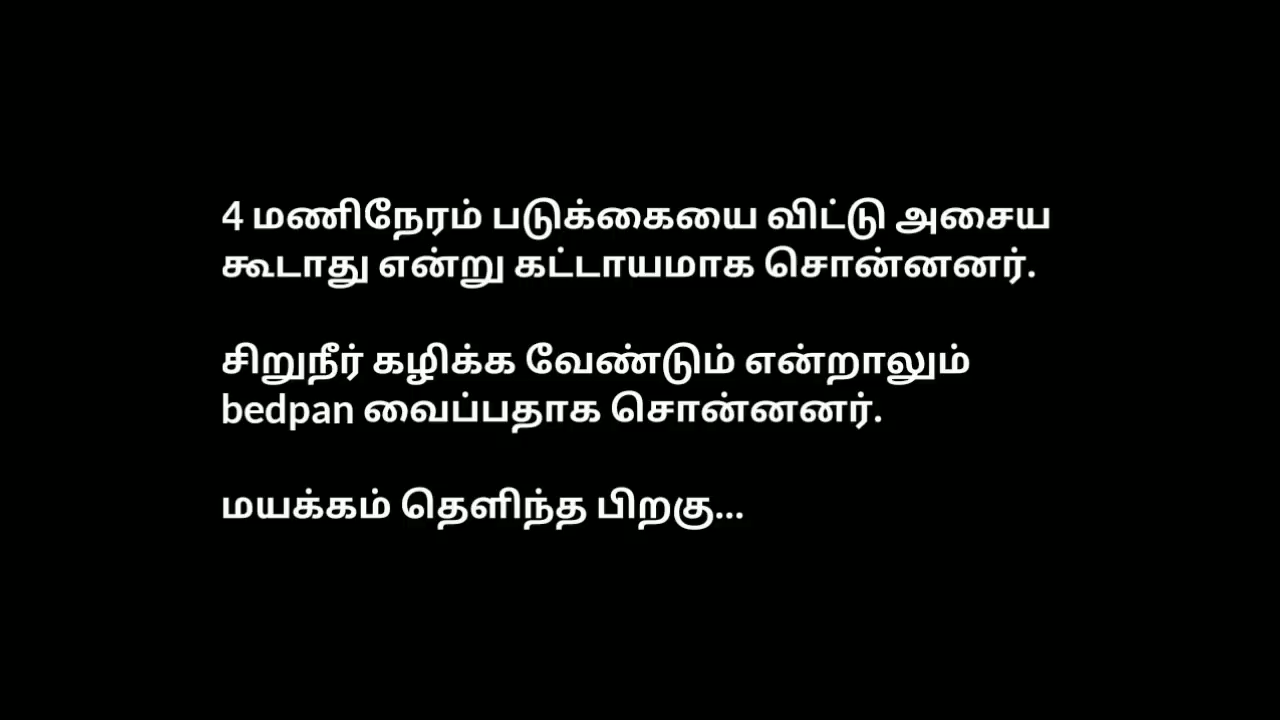 4 மணிநேரம் படுக்கையை விட்டு அசைய
கூடாது என்று கட்டாயமாக சொன்னனர்.
சிறுநீர் கழிக்க வேண்டும் என்றாலும்
bedpan வைப்பதாக சொன்னனர்.
மயக்கம் தெளிந்த பிறகு...